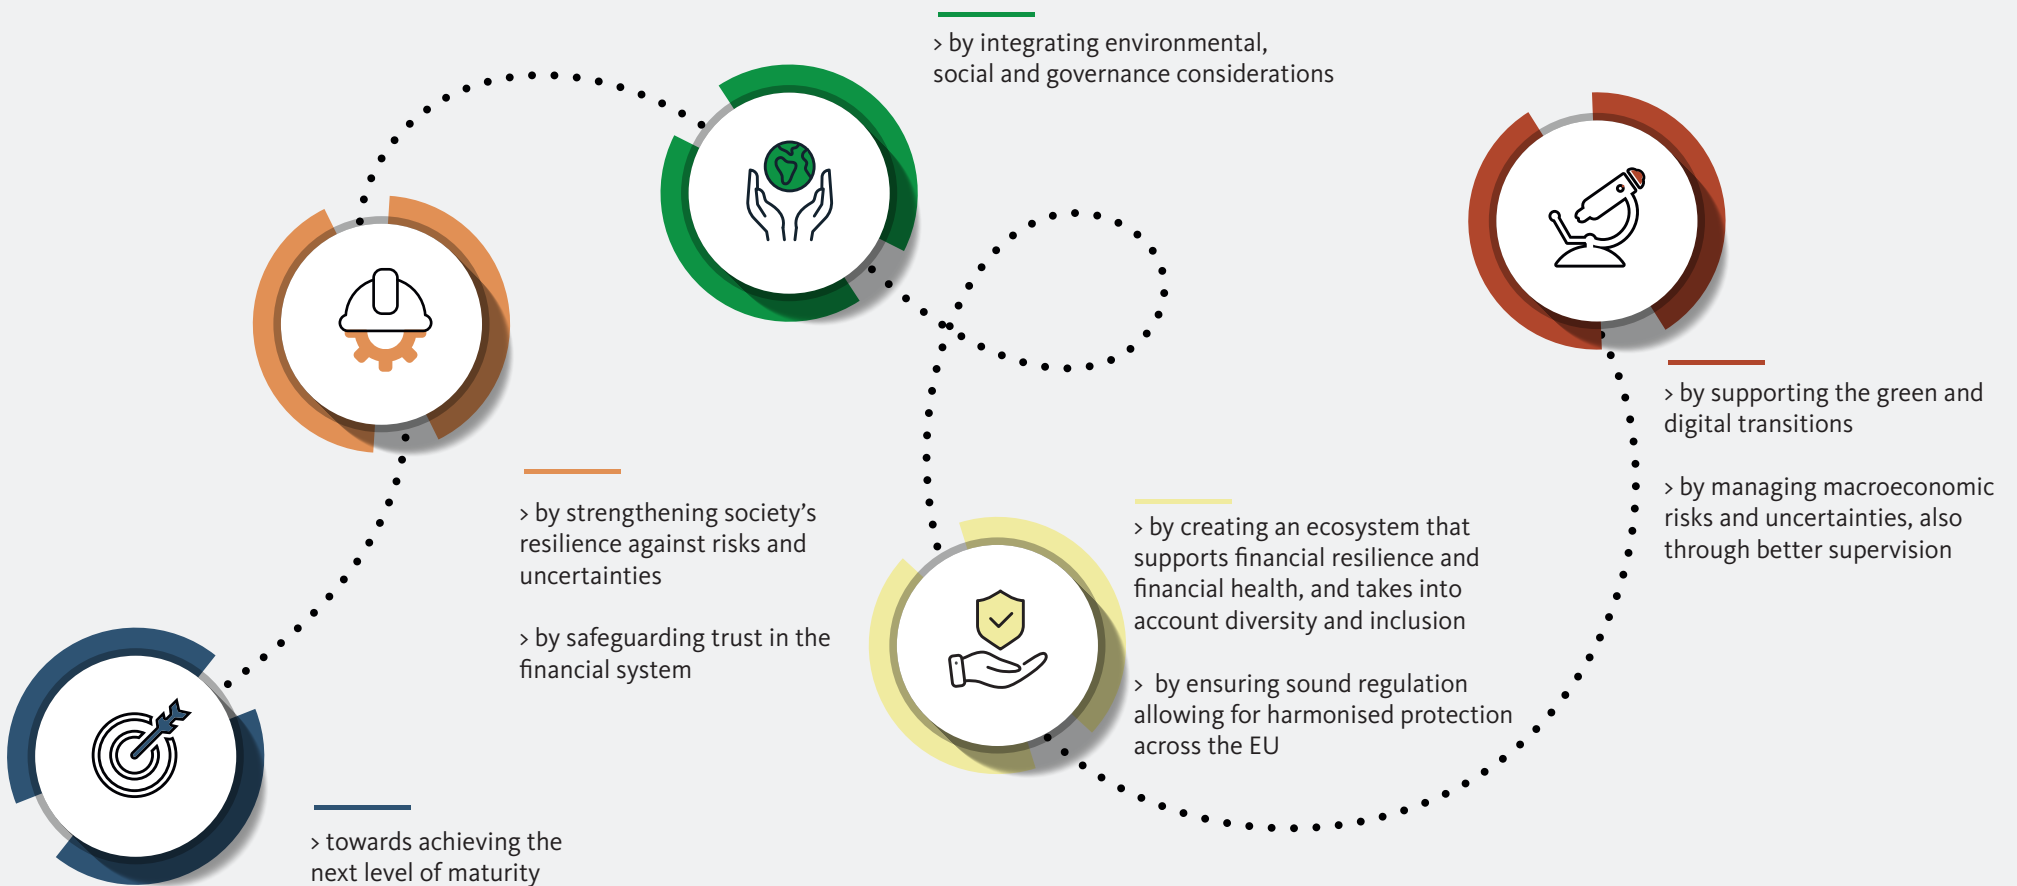 > by integrating environmental,
social and governance considerations
> by supporting the green and
digital transitions
> by managing macroeconomic
risks and uncertainties, also
through better supervision
> by strengthening society’s
resilience against risks and
uncertainties
> by safeguarding trust in the
financial system
> by creating an ecosystem that
supports financial resilience and
financial health, and takes into
account diversity and inclusion
> by ensuring sound regulation
allowing for harmonised protection
across the EU
> towards achieving the
next level of maturity